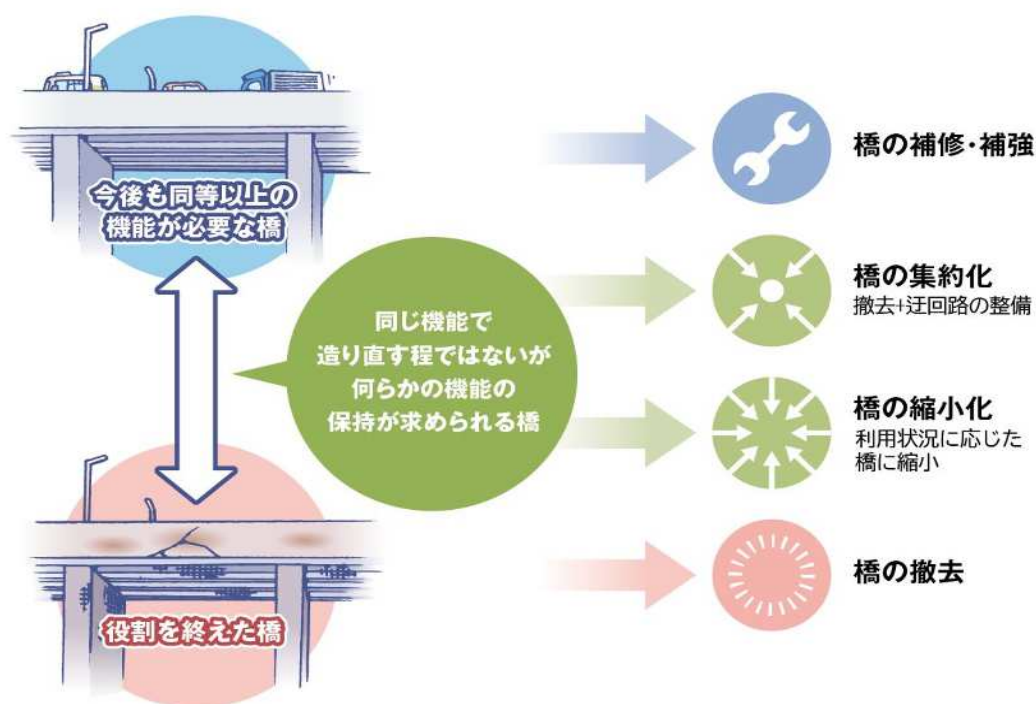 今後も同等以上の
機能が必要な橋
同じ機能で
造り直す程ではないが
何らかの機能の
保持が求められる橋
役割を終えた橋
橋の補修・補強
橋の集約化
撤去+迂回路の整備
橋の縮小化
利用状況に応じた
橋に縮小
橋の撤去